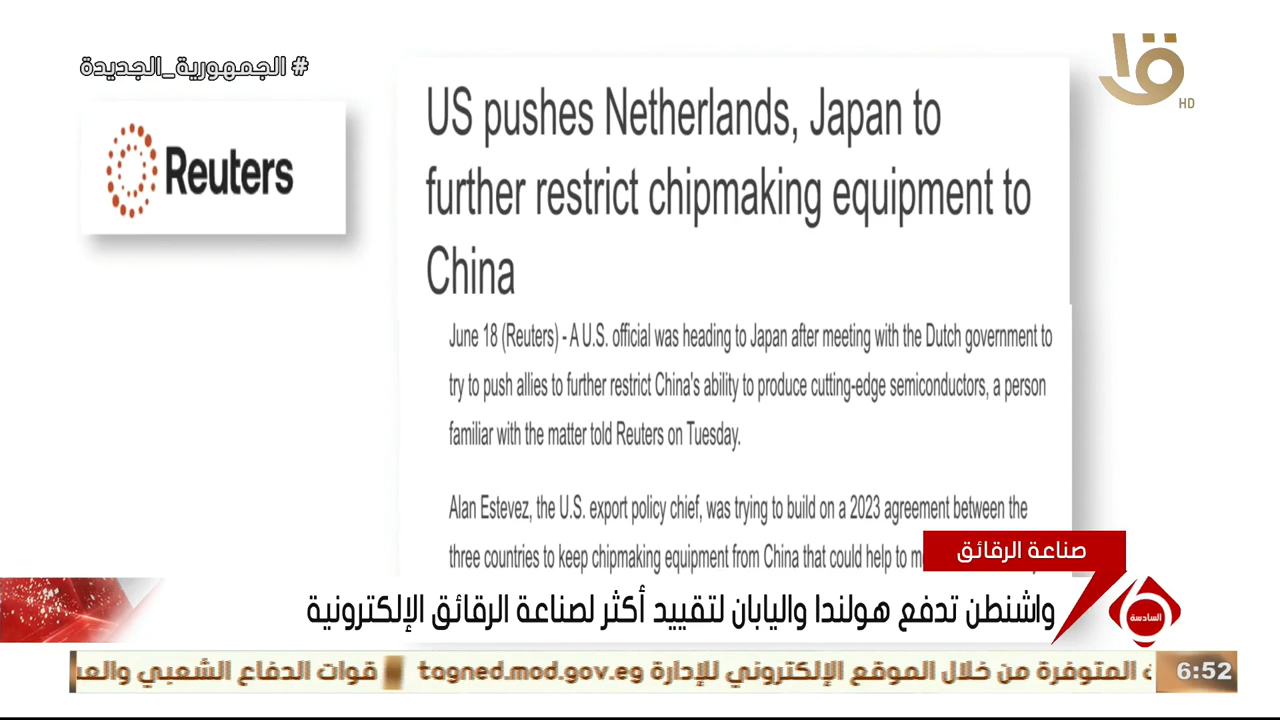 # الجمهورية_الجديدة
HD
Reuters
US pushes Netherlands, Japan to
further restrict chipmaking equipment to
China
June 18 (Reuters) - A U.S. official was heading to Japan after meeting with the Dutch government to
try to push allies to further restrict China's ability to produce cutting-edge semiconductors, a person
familiar with the matter told Reuters on Tuesday.
Alan Estevez, the U.S. export policy chief, was trying to build on a 2023 agreement between the
three countries to keep chipmaking equipment from China that could help to
صناعة الرقائق
واشنطن تدفع هولندا واليابان لتقييد أكثر لصناعة الرقائق الإلكترونية
السادسة
6:52
المتوفرة من خلال الموقع الإلكتروني للإدارة tagned.mod.gov.eg
قوات الدفاع الشعبي